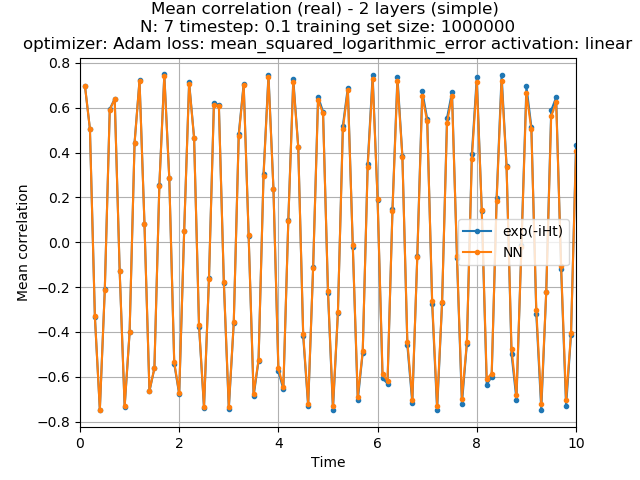 Mean correlation (real) - 2 layers (simple)
N: 7 timestep: 0.1 training set size: 1000000
optimizer: Adam loss: mean_squared_logarithmic_error activation: linear
0.8
0.6
0.4
0.2
0.0
−0.2
−0.4
−0.6
−0.8
Mean correlation
exp(-iHt)
NN
0 2 4 6 8 10
Time